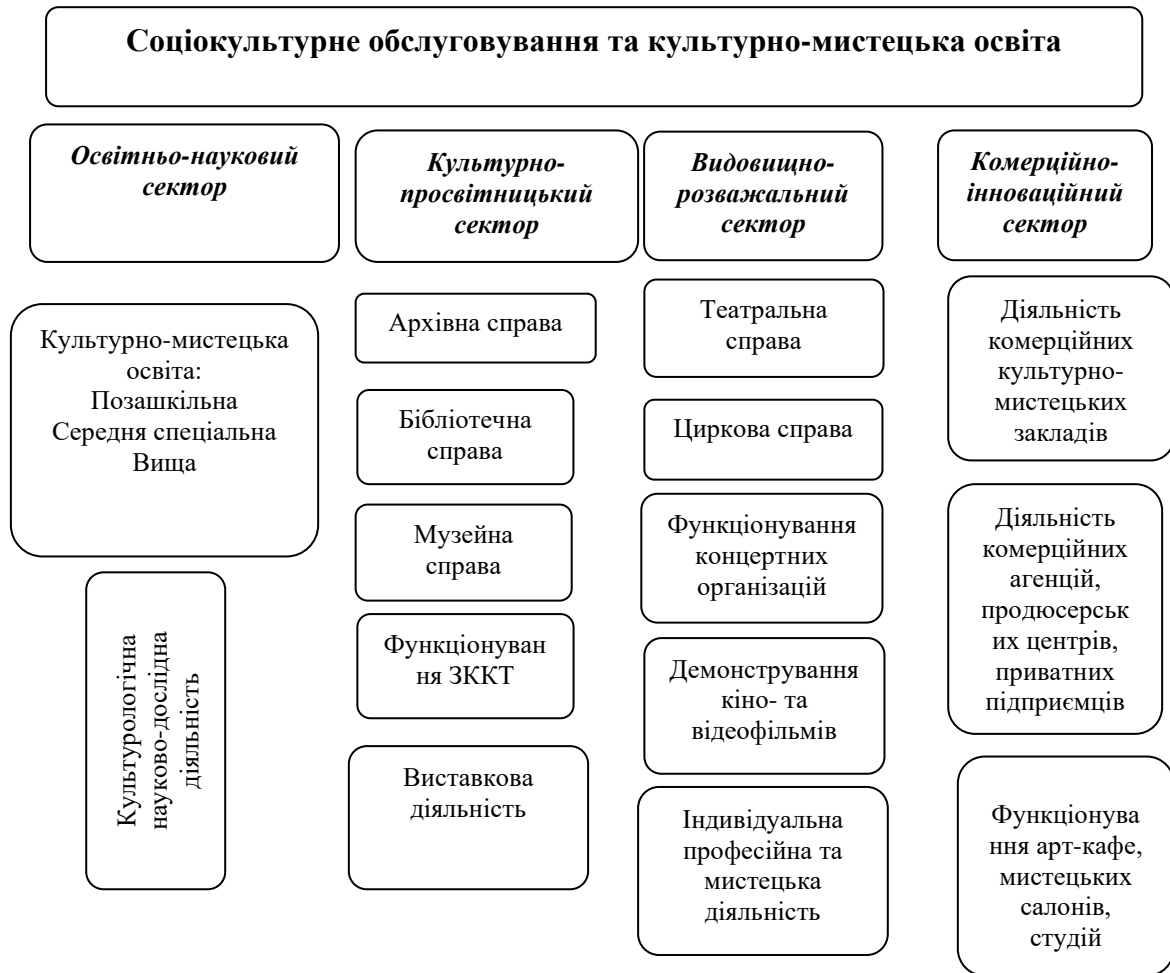 Соціокультурне обслуговування та культурно-мистецька освіта
Освітньо-науковий
сектор
Культурно-мистецька
освіта:
Позашкільна
Середня спеціальна
Вища
Культурологічна
науково-дослідна
діяльність
Культурно-
просвітницький
сектор
Архівна справа
Бібліотечна
справа
Музейна
справа
Функціонуван
ня ЗККТ
Виставкова
діяльність
Видовищно-
розважальний
сектор
Театральна
справа
Циркова справа
Функціонування
концертних
організацій
Демонстрування
кіно- та
відеофільмів
Індивідуальна
професійна та
мистецька
діяльність
Комерційно-
інноваційний
сектор
Діяльність
комерційних
культурно-
мистецьких
закладів
Діяльність
комерційних
агенцій,
продюсерськ
их центрів,
приватних
підприємців
Функціонува
ння арт-кафе,
мистецьких
салонів,
студій